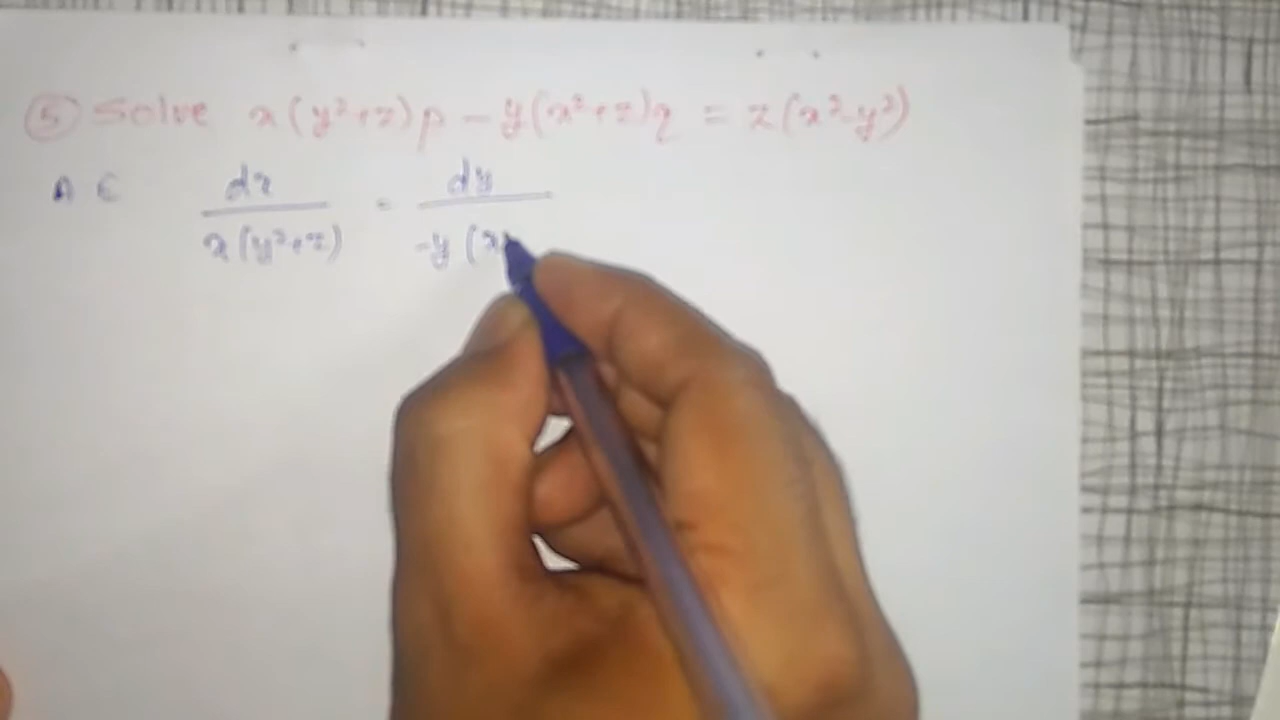 ⑤ Solve x(y²+z)p - y(x²+z)q = z(x²-y²)
A E dx/x(y²+z) = dy/-y(x